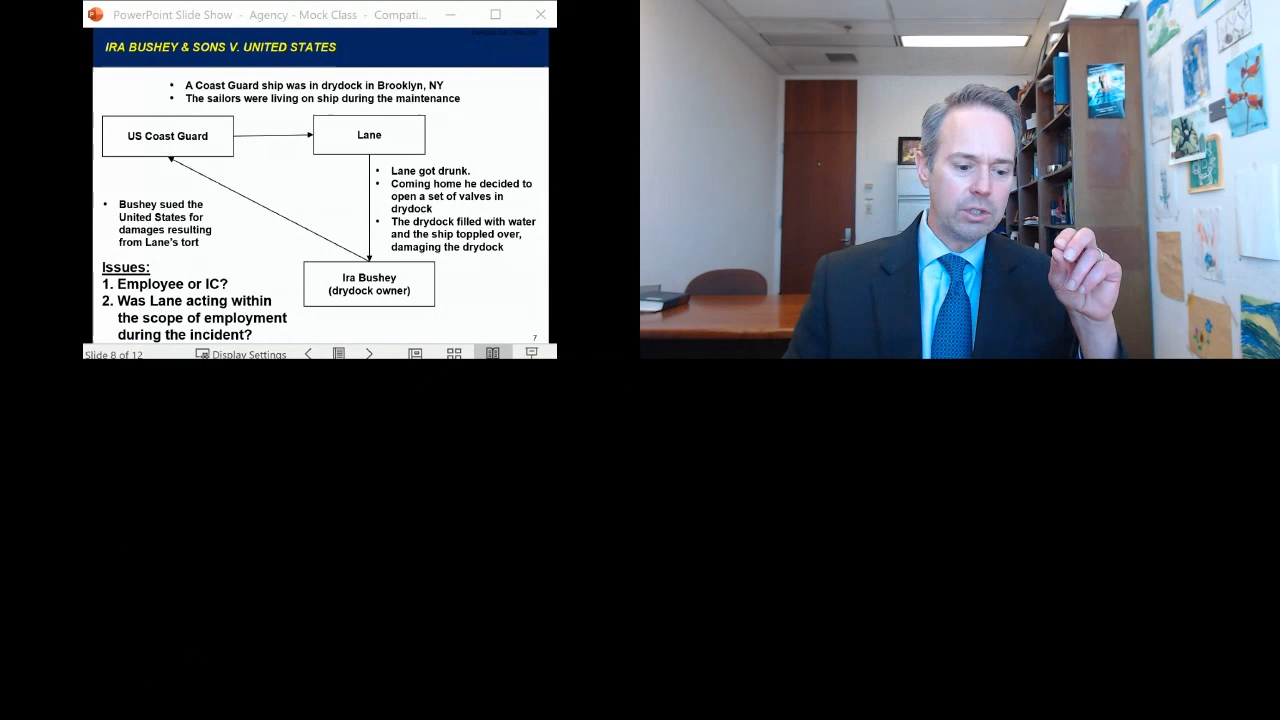 PowerPoint Slide Show - Agency - Mock Class - Compati...
IRA BUSHEY & SONS V. UNITED STATES
• A Coast Guard ship was in drydock in Brooklyn, NY
• The sailors were living on ship during the maintenance
US Coast Guard
Lane
• Lane got drunk.
• Coming home he decided to
open a set of valves in
drydock
• The drydock filled with water
and the ship toppled over,
damaging the drydock
• Bushey sued the
United States for
damages resulting
from Lane's tort
Issues:
1. Employee or IC?
2. Was Lane acting within
the scope of employment
during the incident?
Ira Bushey
(drydock owner)
7
Slide 8 of 12
Display Settings